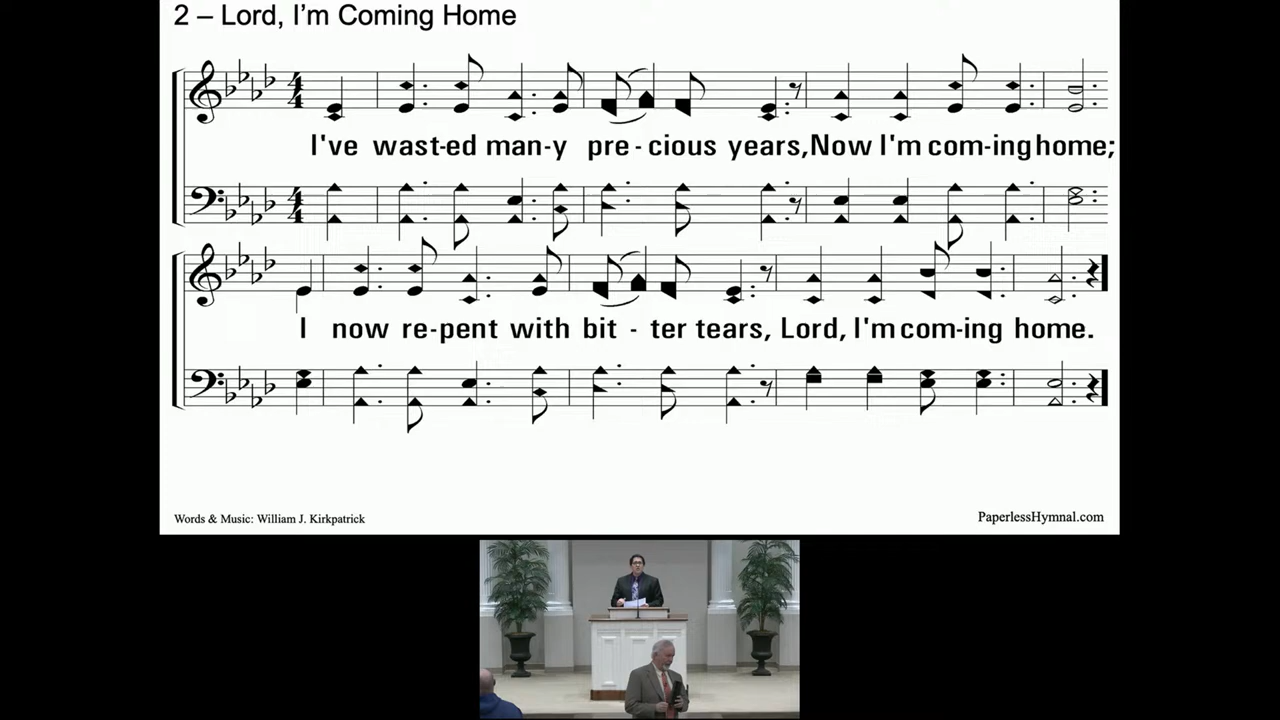 2 – Lord, I'm Coming Home
I've wast-ed man-y pre - cious years, Now I'm com-ing home;
I now re-pent with bit - ter tears, Lord, I'm com-ing home.
Words & Music: William J. Kirkpatrick
PaperlessHymnal.com